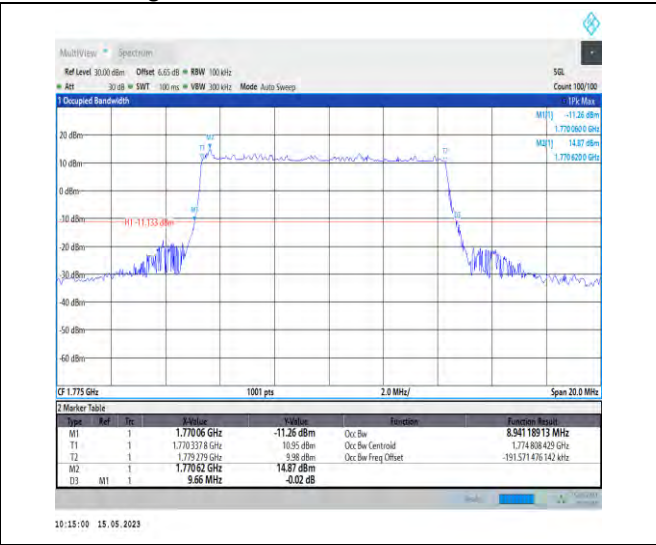 MultiView Spectrum
Ref Level 30.00 dBm Offset 6.65 dB RBW 100 kHz SGL
Att 30 dB SWT 100 ms VBW 300 kHz Mode Auto Sweep Count 100/100
1 Occupied Bandwidth 1Pk Max
M1[1] -11.26 dBm
1.770 060 0 GHz
M2[1] 14.87 dBm
1.770 620 0 GHz
20 dBm
M2
T1 T2
10 dBm
0 dBm
M1
-10 dBm
H1 -11.133 dBm
D3
-20 dBm
-30 dBm
-40 dBm
-50 dBm
-60 dBm
CF 1.775 GHz 1001 pts 2.0 MHz/ Span 20.0 MHz
2 Marker Table
Type Ref Trc X-Value Y-Value Function Function Result
M1 1 1.77006 GHz -11.26 dBm Occ Bw 8.941 189 13 MHz
T1 1 1.770 337 8 GHz 10.95 dBm Occ Bw Centroid 1.774 808 429 GHz
T2 1 1.779 279 GHz 9.98 dBm Occ Bw Freq Offset -191.571 476 142 kHz
M2 1 1.77062 GHz 14.87 dBm
D3 M1 1 9.66 MHz -0.02 dB
10:15:00 15.05.2023